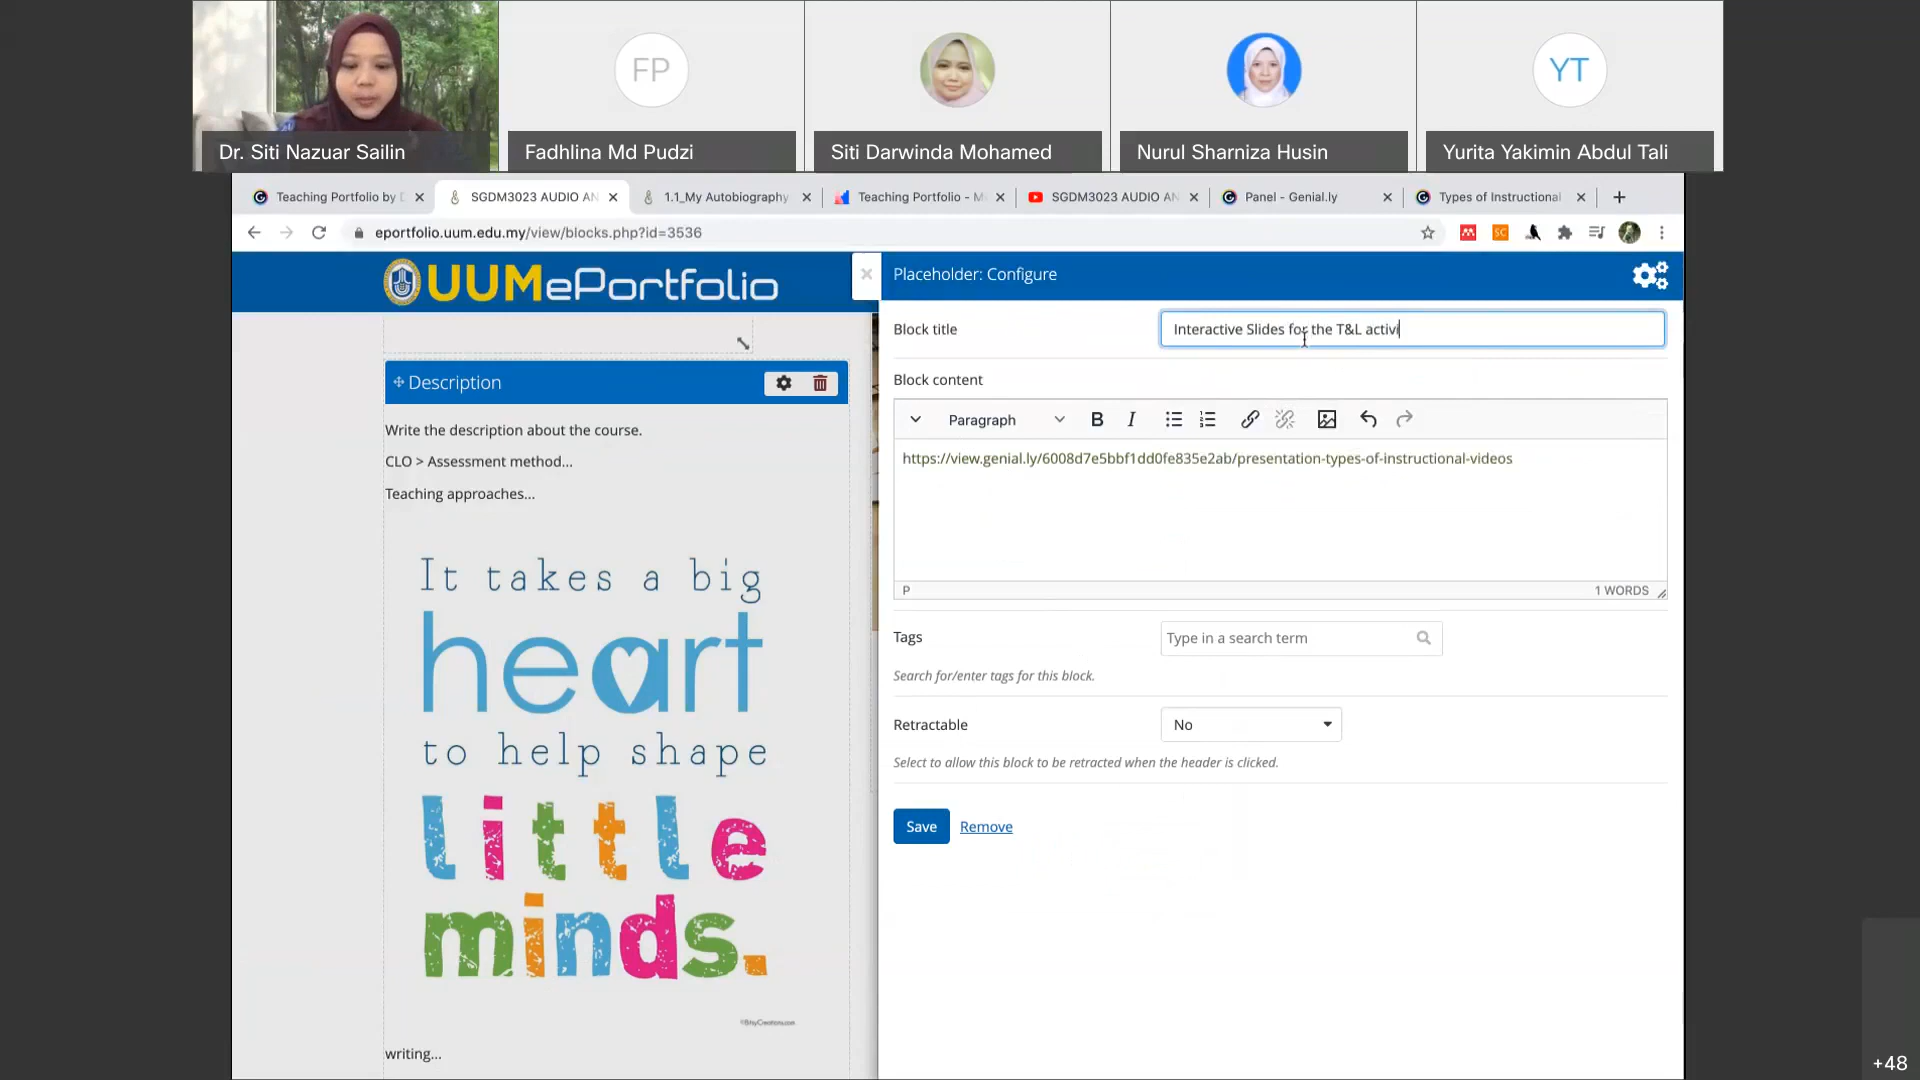 FP
YT
Dr. Siti Nazuar Sailin
Fadhlina Md Pudzi
Siti Darwinda Mohamed
Nurul Sharniza Husin
Yurita Yakimin Abdul Tali
Teaching Portfolio by D
SGDM3023 AUDIO AN
1.1_My Autobiography
Teaching Portfolio - M
SGDM3023 AUDIO AN
Panel - Genial.ly
Types of Instructional
eportfolio.uum.edu.my/view/blocks.php?id=3536
SC
UUMePortfolio
Placeholder: Configure
Block title
Interactive Slides for the T&L activi
Block content
Paragraph
B
I
https://view.genial.ly/6008d7e5bbf1dd0fe835e2ab/presentation-types-of-instructional-videos
P
1 WORDS
Tags
Type in a search term
Search for/enter tags for this block.
Retractable
No
Select to allow this block to be retracted when the header is clicked.
Save
Remove
Description
Write the description about the course.
CLO > Assessment method...
Teaching approaches...
It takes a big
heart
to help shape
little
minds.
©BitsyCreations.com
writing...
+48